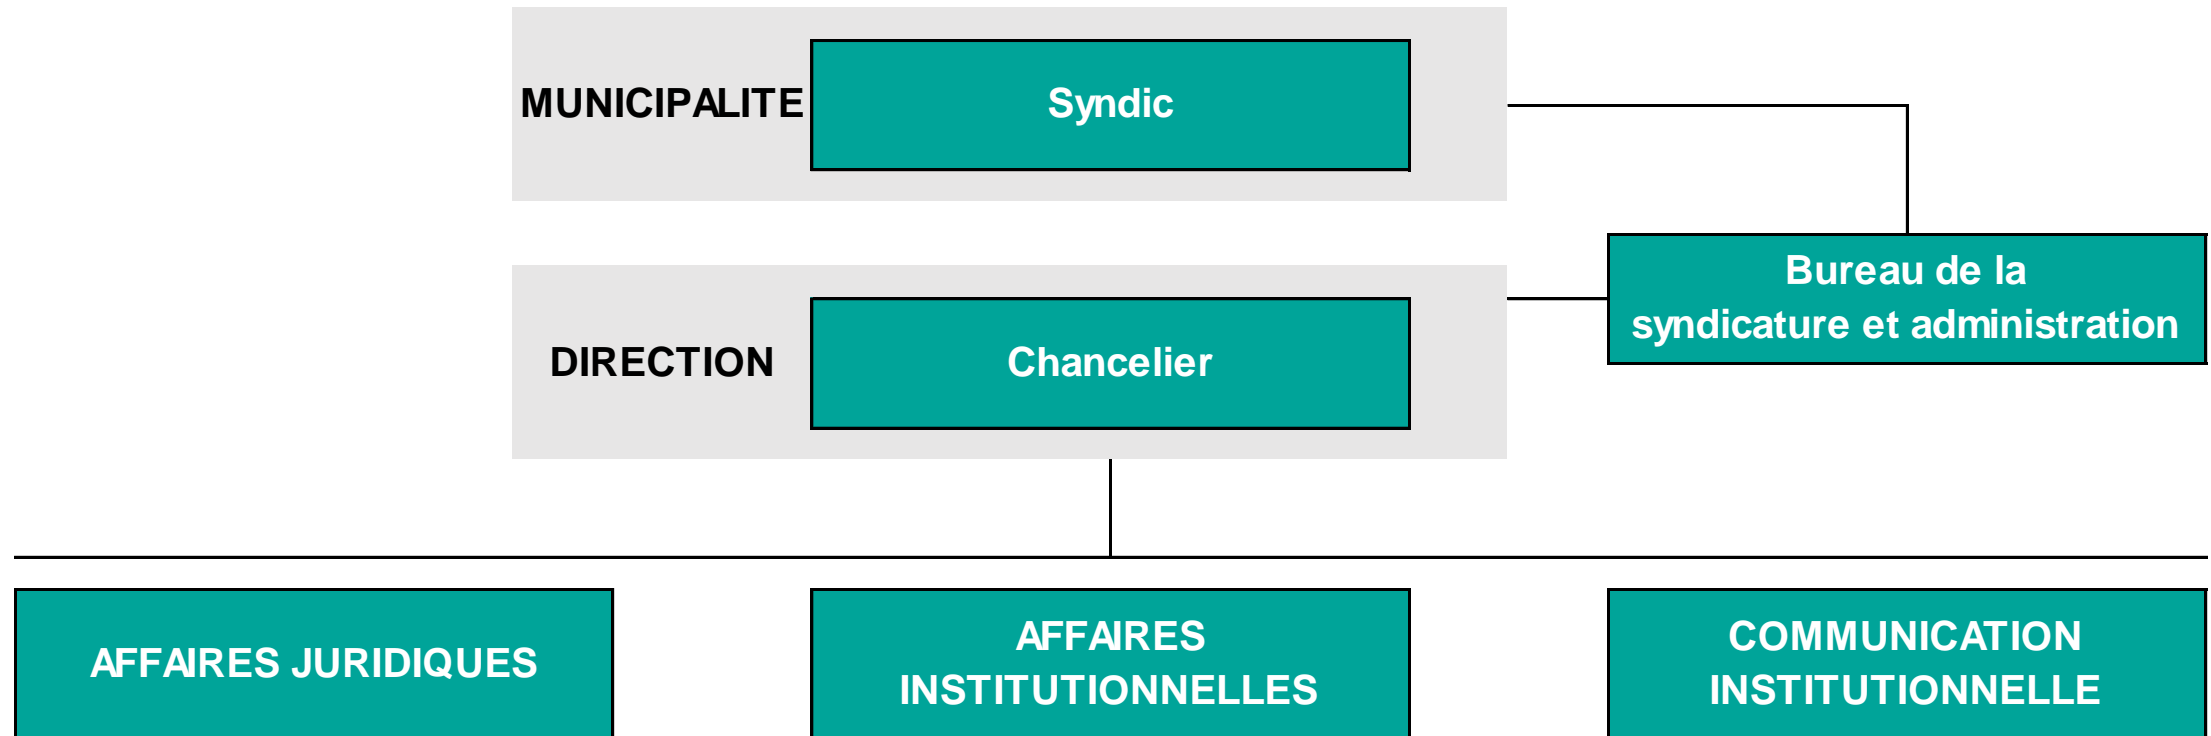 MUNICIPALITE
Syndic
Bureau de la
syndicature et administration
DIRECTION
Chancelier
AFFAIRES JURIDIQUES
AFFAIRES
INSTITUTIONNELLES
COMMUNICATION
INSTITUTIONNELLE